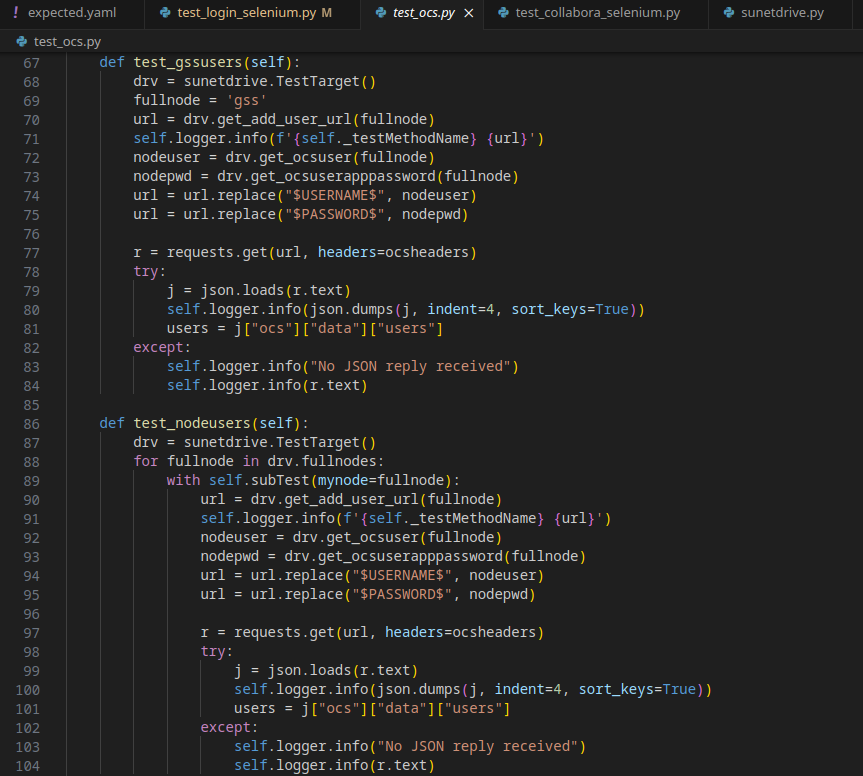 ! expected.yaml test_login_selenium.py M test_ocs.py × test_collabora_selenium.py sunetdrive.py
test_ocs.py
67 def test_gssusers(self):
68 drv = sunetdrive.TestTarget()
69 fullnode = 'gss'
70 url = drv.get_add_user_url(fullnode)
71 self.logger.info(f'{self._testMethodName} {url}')
72 nodeuser = drv.get_ocsuser(fullnode)
73 nodepwd = drv.get_ocsuserapppassword(fullnode)
74 url = url.replace("$USERNAME$", nodeuser)
75 url = url.replace("$PASSWORD$", nodepwd)
76
77 r = requests.get(url, headers=ocsheaders)
78 try:
79 j = json.loads(r.text)
80 self.logger.info(json.dumps(j, indent=4, sort_keys=True))
81 users = j["ocs"]["data"]["users"]
82 except:
83 self.logger.info("No JSON reply received")
84 self.logger.info(r.text)
85
86 def test_nodeusers(self):
87 drv = sunetdrive.TestTarget()
88 for fullnode in drv.fullnodes:
89 with self.subTest(mynode=fullnode):
90 url = drv.get_add_user_url(fullnode)
91 self.logger.info(f'{self._testMethodName} {url}')
92 nodeuser = drv.get_ocsuser(fullnode)
93 nodepwd = drv.get_ocsuserapppassword(fullnode)
94 url = url.replace("$USERNAME$", nodeuser)
95 url = url.replace("$PASSWORD$", nodepwd)
96
97 r = requests.get(url, headers=ocsheaders)
98 try:
99 j = json.loads(r.text)
100 self.logger.info(json.dumps(j, indent=4, sort_keys=True))
101 users = j["ocs"]["data"]["users"]
102 except:
103 self.logger.info("No JSON reply received")
104 self.logger.info(r.text)